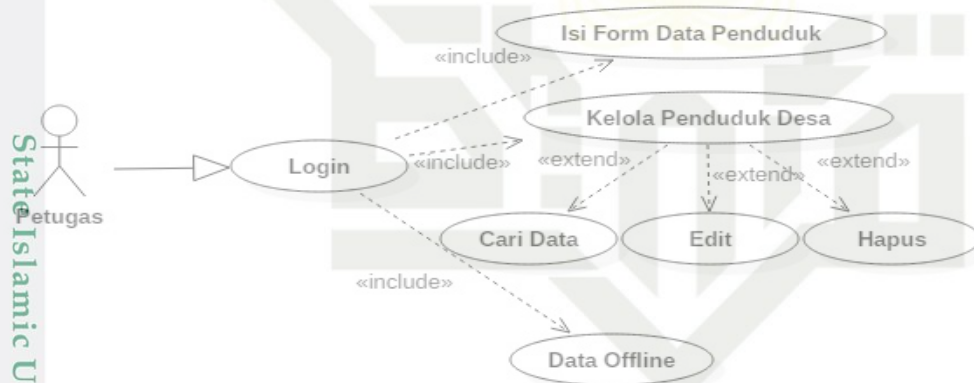 Isi Form Data Penduduk
«include»
Kelola Penduduk Desa
Login
«include»
«extend»
«extend»
«extend»
Petugas
Cari Data
Edit
Hapus
«include»
Data Offline
State Islamic U